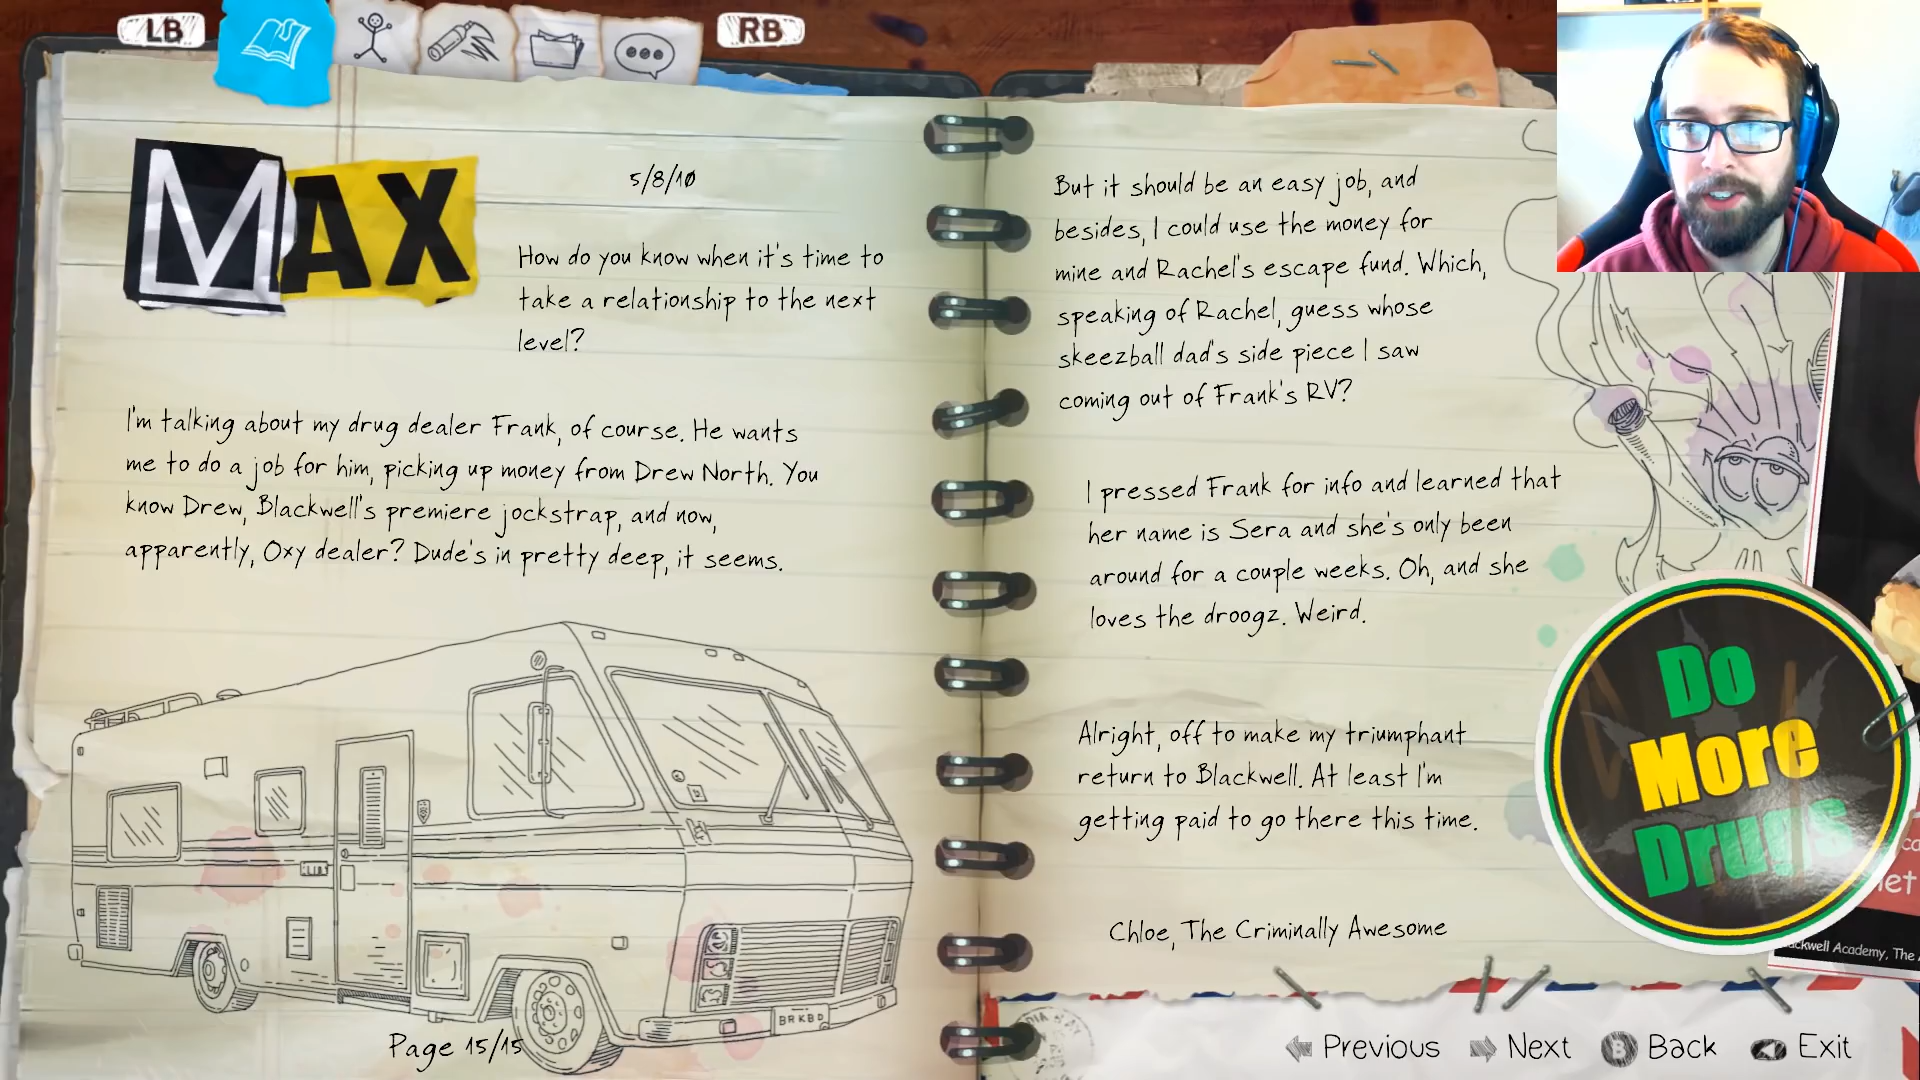 LB
RB
MAX
5/8/10
How do you know when it's time to
take a relationship to the next
level?
I'm talking about my drug dealer Frank, of course. He wants
me to do a job for him, picking up money from Drew North. You
know Drew, Blackwell's premiere jockstrap, and now,
apparently, Oxy dealer? Dude's in pretty deep, it seems.
BRKBD
Page 15/15
But it should be an easy job, and
besides, I could use the money for
mine and Rachel's escape fund. Which,
speaking of Rachel, guess whose
skeezball dad's side piece I saw
coming out of Frank's RV?
I pressed Frank for info and learned that
her name is Sera and she's only been
around for a couple weeks. Oh, and she
loves the droogz. Weird.
Alright, off to make my triumphant
return to Blackwell. At least I'm
getting paid to go there this time.
Chloe, The Criminally Awesome
Do
More
Drugs
Blackwell Academy, The
Previous
Next
B Back
Exit